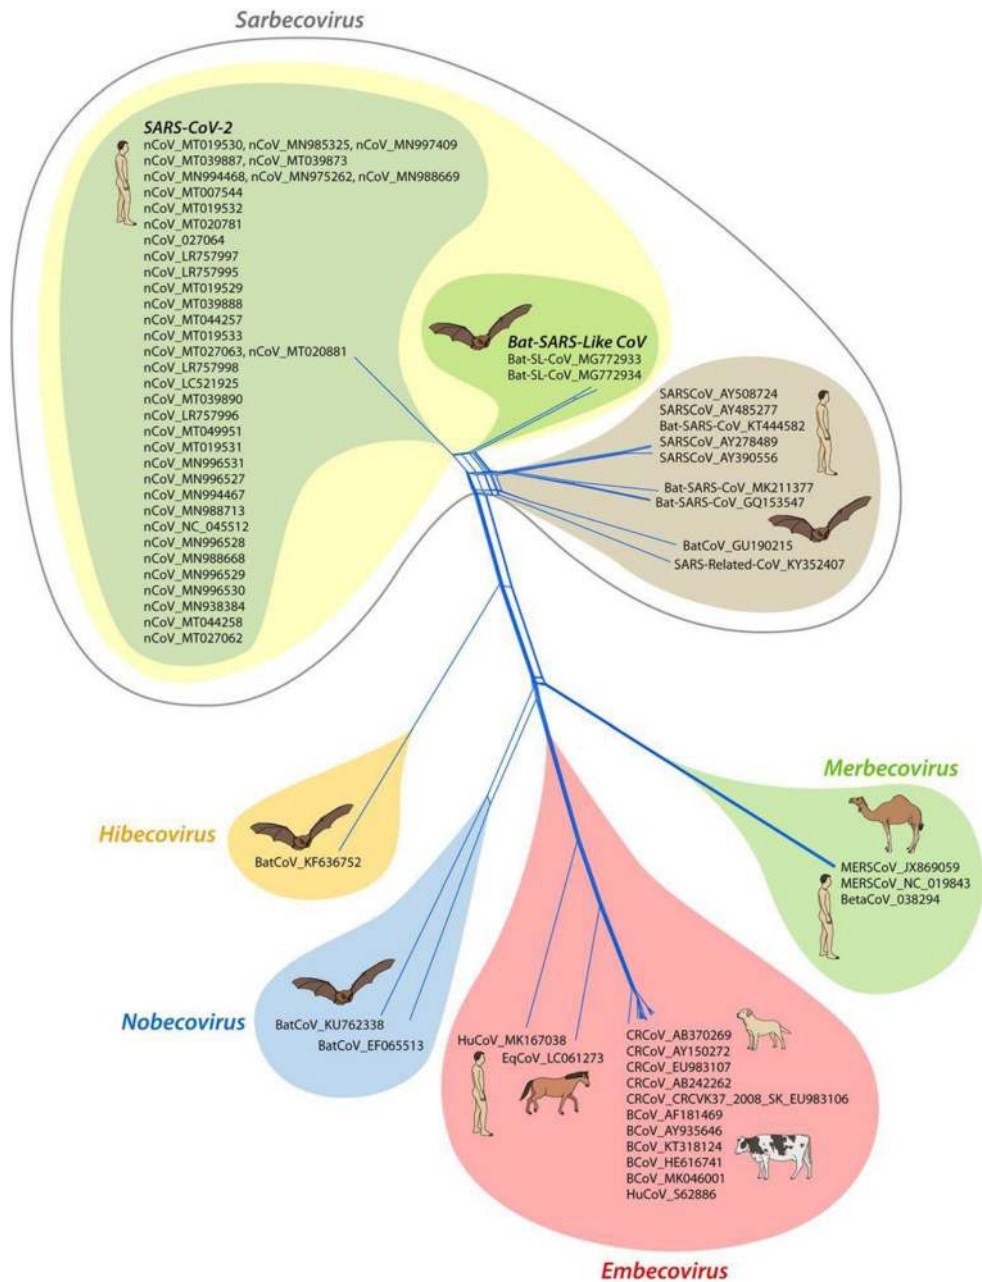 Sarbecovirus
SARS-CoV-2
nCoV_MT019530, nCoV_MN985325, nCoV_MN997409
nCoV_MT039887, nCoV_MT039873
nCoV_MN994468, nCoV_MN975262, nCoV_MN988669
nCoV_MT007544
nCoV_MT019532
nCoV_MT020781
nCoV_027064
nCoV_LR757997
nCoV_LR757995
nCoV_MT019529
nCoV_MT039888
nCoV_MT044257
nCoV_MT019533
nCoV_MT027063, nCoV_MT020881
nCoV_LR757998
nCoV_LC521925
nCoV_MT039890
nCoV_LR757996
nCoV_MT049951
nCoV_MT019531
nCoV_MN996531
nCoV_MN996527
nCoV_MN994467
nCoV_MN988713
nCoV_NC_045512
nCoV_MN996528
nCoV_MN988668
nCoV_MN996529
nCoV_MN996530
nCoV_MN938384
nCoV_MT044258
nCoV_MT027062
Bat-SARS-Like CoV
Bat-SL-CoV_MG772933
Bat-SL-CoV_MG772934
SARSCoV_AY508724
SARSCoV_AY485277
Bat-SARS-CoV_KT444582
SARSCoV_AY278489
SARSCoV_AY390556
Bat-SARS-CoV_MK211377
Bat-SARS-CoV_GQ153547
BatCoV_GU190215
SARS-Related-CoV_KY352407
Hibecovirus
BatCoV_KF636752
Merbecovirus
MERSCoV_JX869059
MERSCoV_NC_019843
BetaCoV_038294
Nobecovirus
BatCoV_KU762338
BatCoV_EF065513
HuCoV_MK167038
EqCoV_LC061273
CRCoV_AB370269
CRCoV_AY150272
CRCoV_EU983107
CRCoV_AB242262
CRCoV_CRCVK37_2008_SK_EU983106
BCoV_AF181469
BCoV_AY935646
BCoV_KT318124
BCoV_HE616741
BCoV_MK046001
HuCoV_S62886
Embecovirus